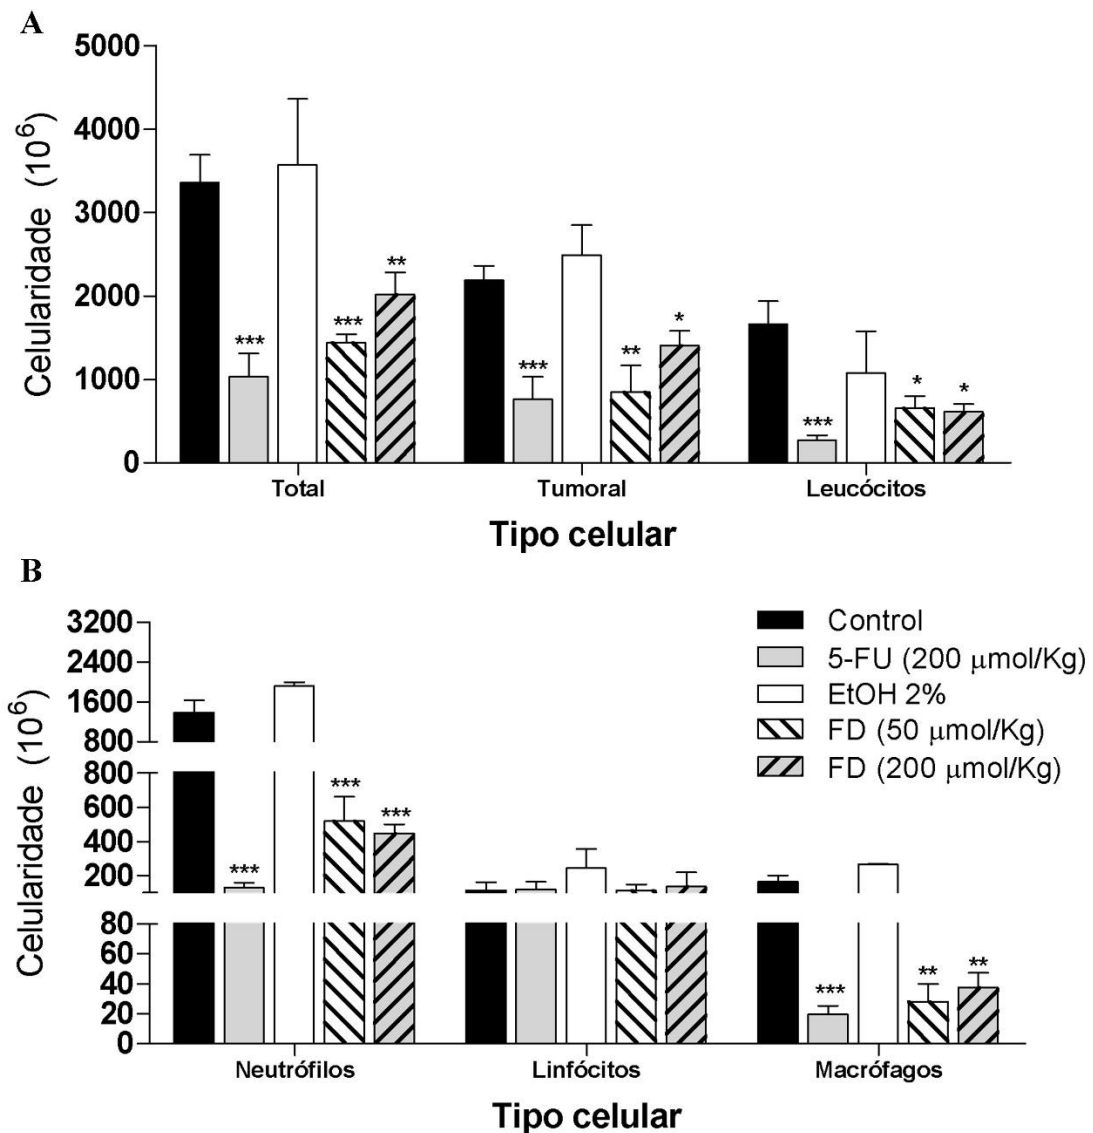 A
5000
4000
3000
2000
1000
0
Celularidade (10⁶)
*** ** *** *** ** * *** * *
Total Tumoral Leucócitos
Tipo celular
B
3200
2400
1600
800
800
600
400
200
80
60
40
20
0
Celularidade (10⁶)
Control
5-FU (200 µmol/Kg)
EtOH 2%
FD (50 µmol/Kg)
FD (200 µmol/Kg)
*** *** *** *** ** **
Neutrófilos Linfócitos Macrófagos
Tipo celular